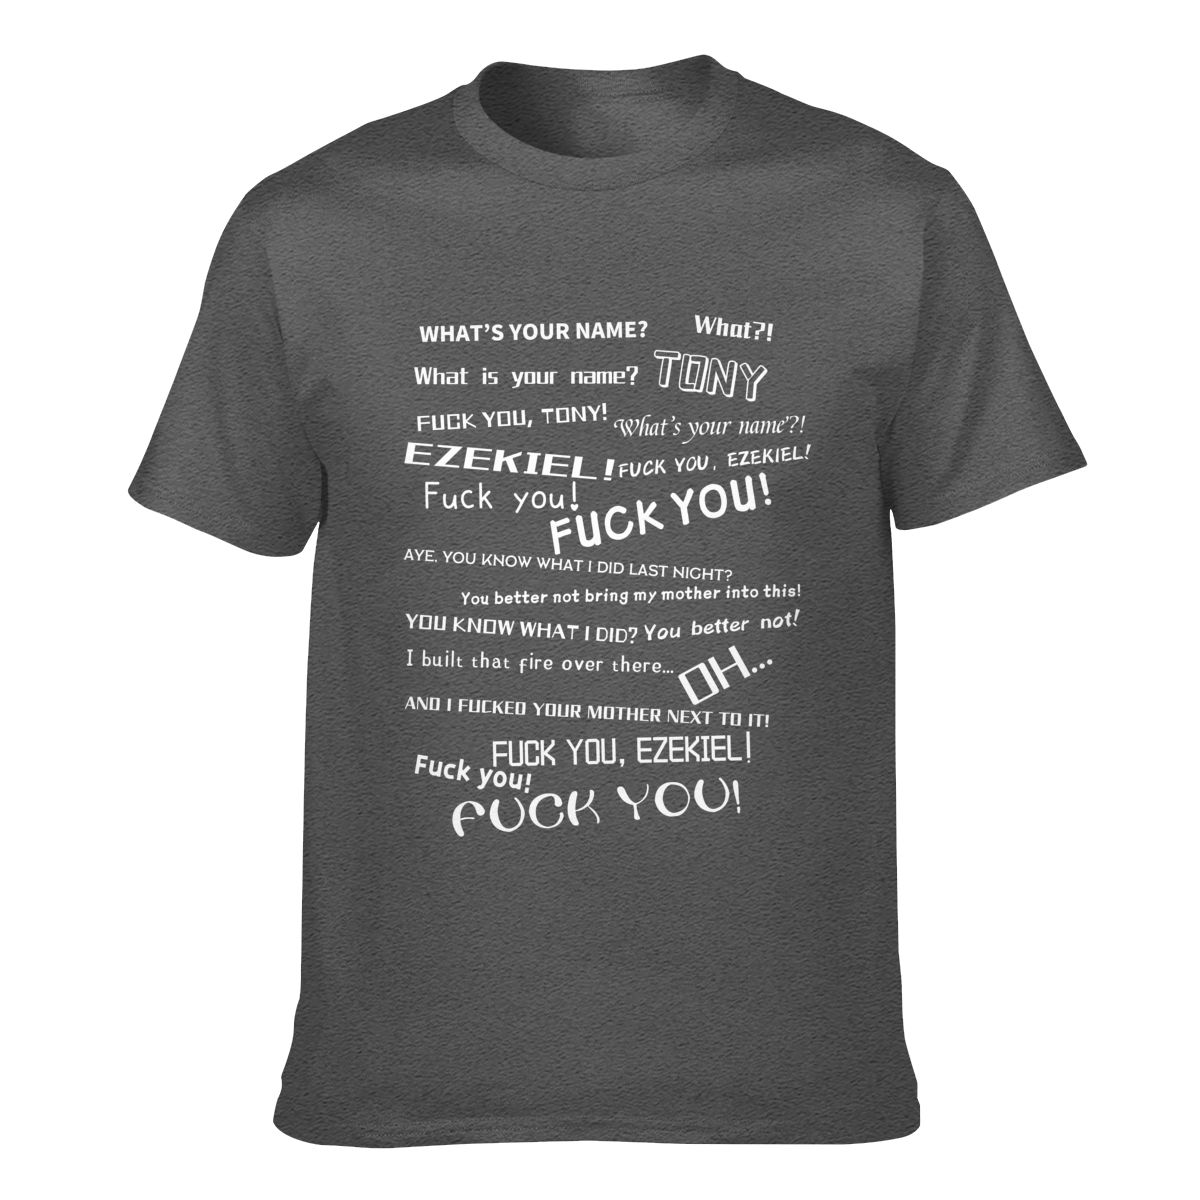 WHAT'S YOUR NAME? What?!
What is your name? TONY
FUCK YOU, TONY! What's your name?!
EZEKIEL! FUCK YOU, EZEKIEL!
Fuck you! FUCK YOU!
AYE, YOU KNOW WHAT I DID LAST NIGHT?
You better not bring my mother into this!
YOU KNOW WHAT I DID? You better not!
I built that fire over there... OH...
AND I FUCKED YOUR MOTHER NEXT TO IT!
FUCK YOU, EZEKIEL!
Fuck you!
FUCK YOU!